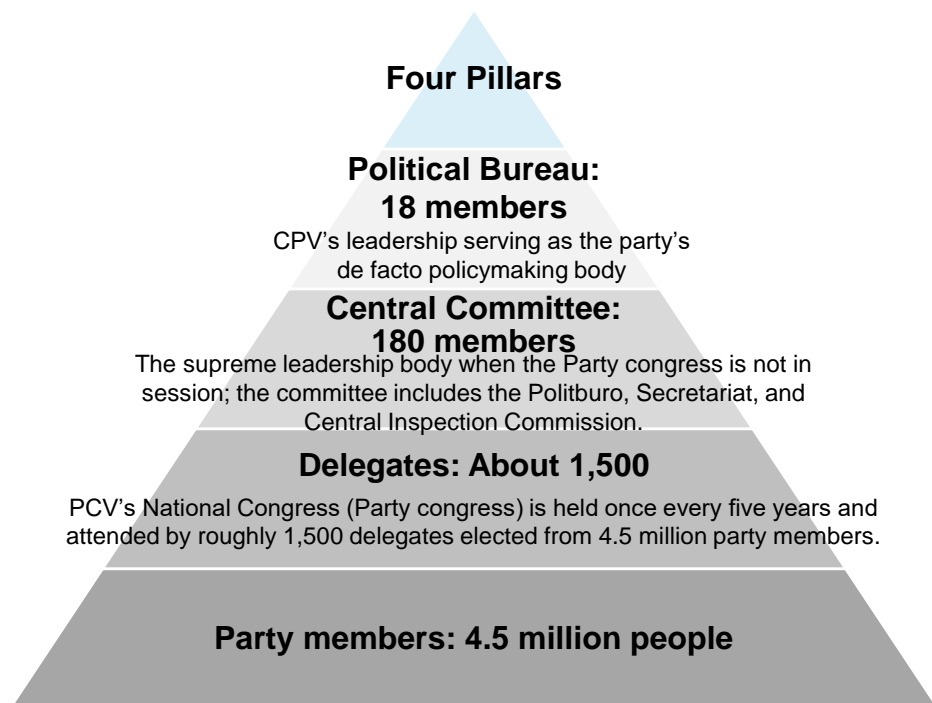 Four Pillars
Political Bureau:
18 members
CPV's leadership serving as the party's
de facto policymaking body
Central Committee:
180 members
The supreme leadership body when the Party congress is not in
session; the committee includes the Politburo, Secretariat, and
Central Inspection Commission.
Delegates: About 1,500
PCV's National Congress (Party congress) is held once every five years and
attended by roughly 1,500 delegates elected from 4.5 million party members.
Party members: 4.5 million people